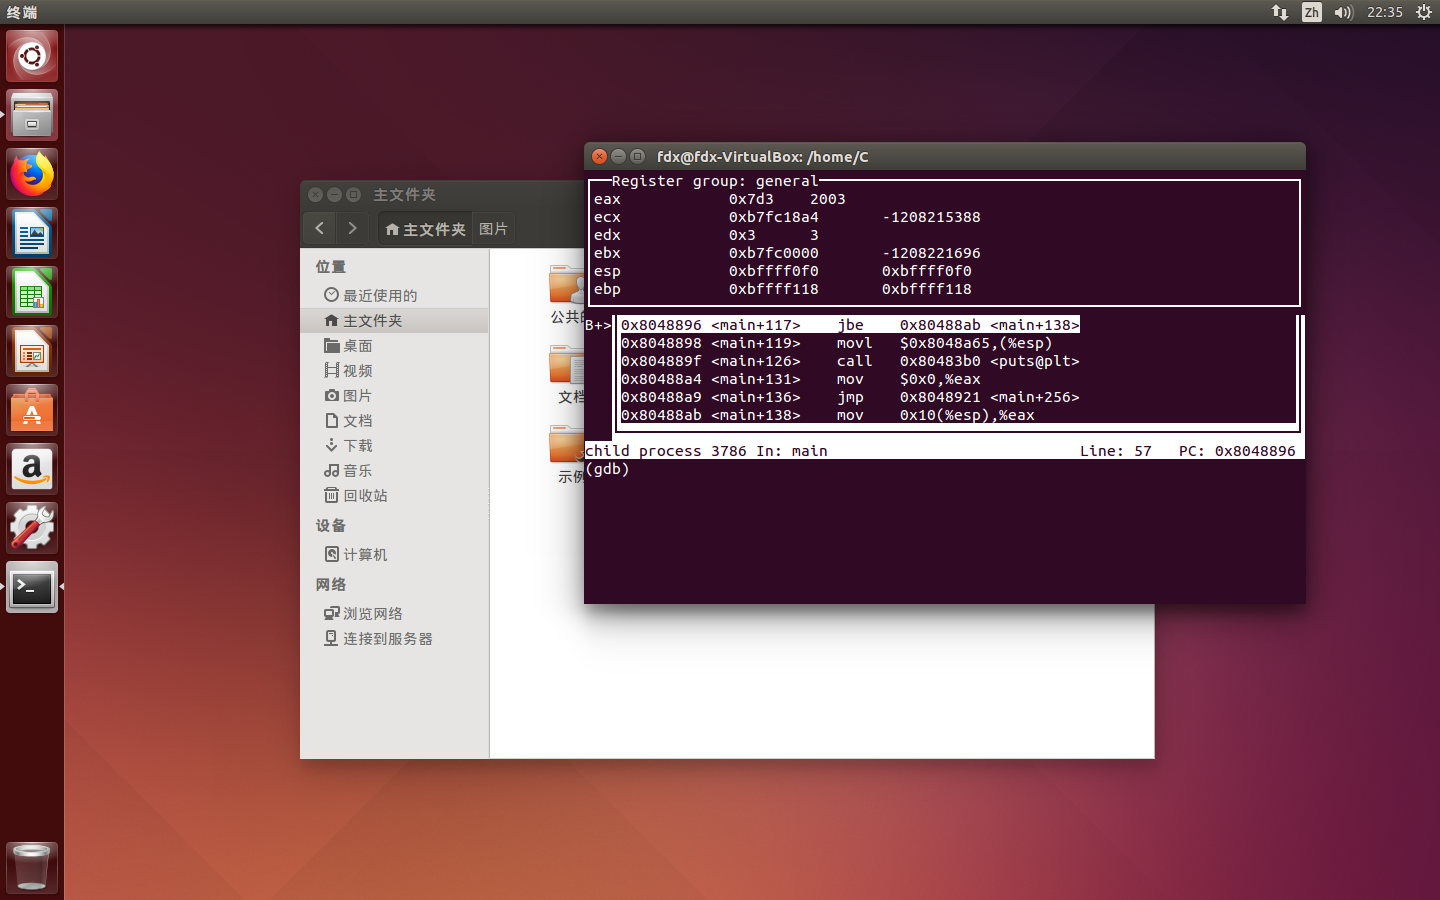 终端
Zh
22:35
主文件夹
主文件夹
图片
位置
最近使用的
主文件夹
桌面
视频
图片
文档
下载
音乐
回收站
设备
计算机
网络
浏览网络
连接到服务器
公共的
文档
示例
fdx@fdx-VirtualBox: /home/C
Register group: general
eax 0x7d3 2003
ecx 0xb7fc18a4 -1208215388
edx 0x3 3
ebx 0xb7fc0000 -1208221696
esp 0xbffff0f0 0xbffff0f0
ebp 0xbffff118 0xbffff118
B+> 0x8048896 <main+117> jbe 0x80488ab <main+138>
0x8048898 <main+119> movl $0x8048a65,(%esp)
0x804889f <main+126> call 0x80483b0 <puts@plt>
0x80488a4 <main+131> mov $0x0,%eax
0x80488a9 <main+136> jmp 0x8048921 <main+256>
0x80488ab <main+138> mov 0x10(%esp),%eax
child process 3786 In: main Line: 57 PC: 0x8048896
(gdb)